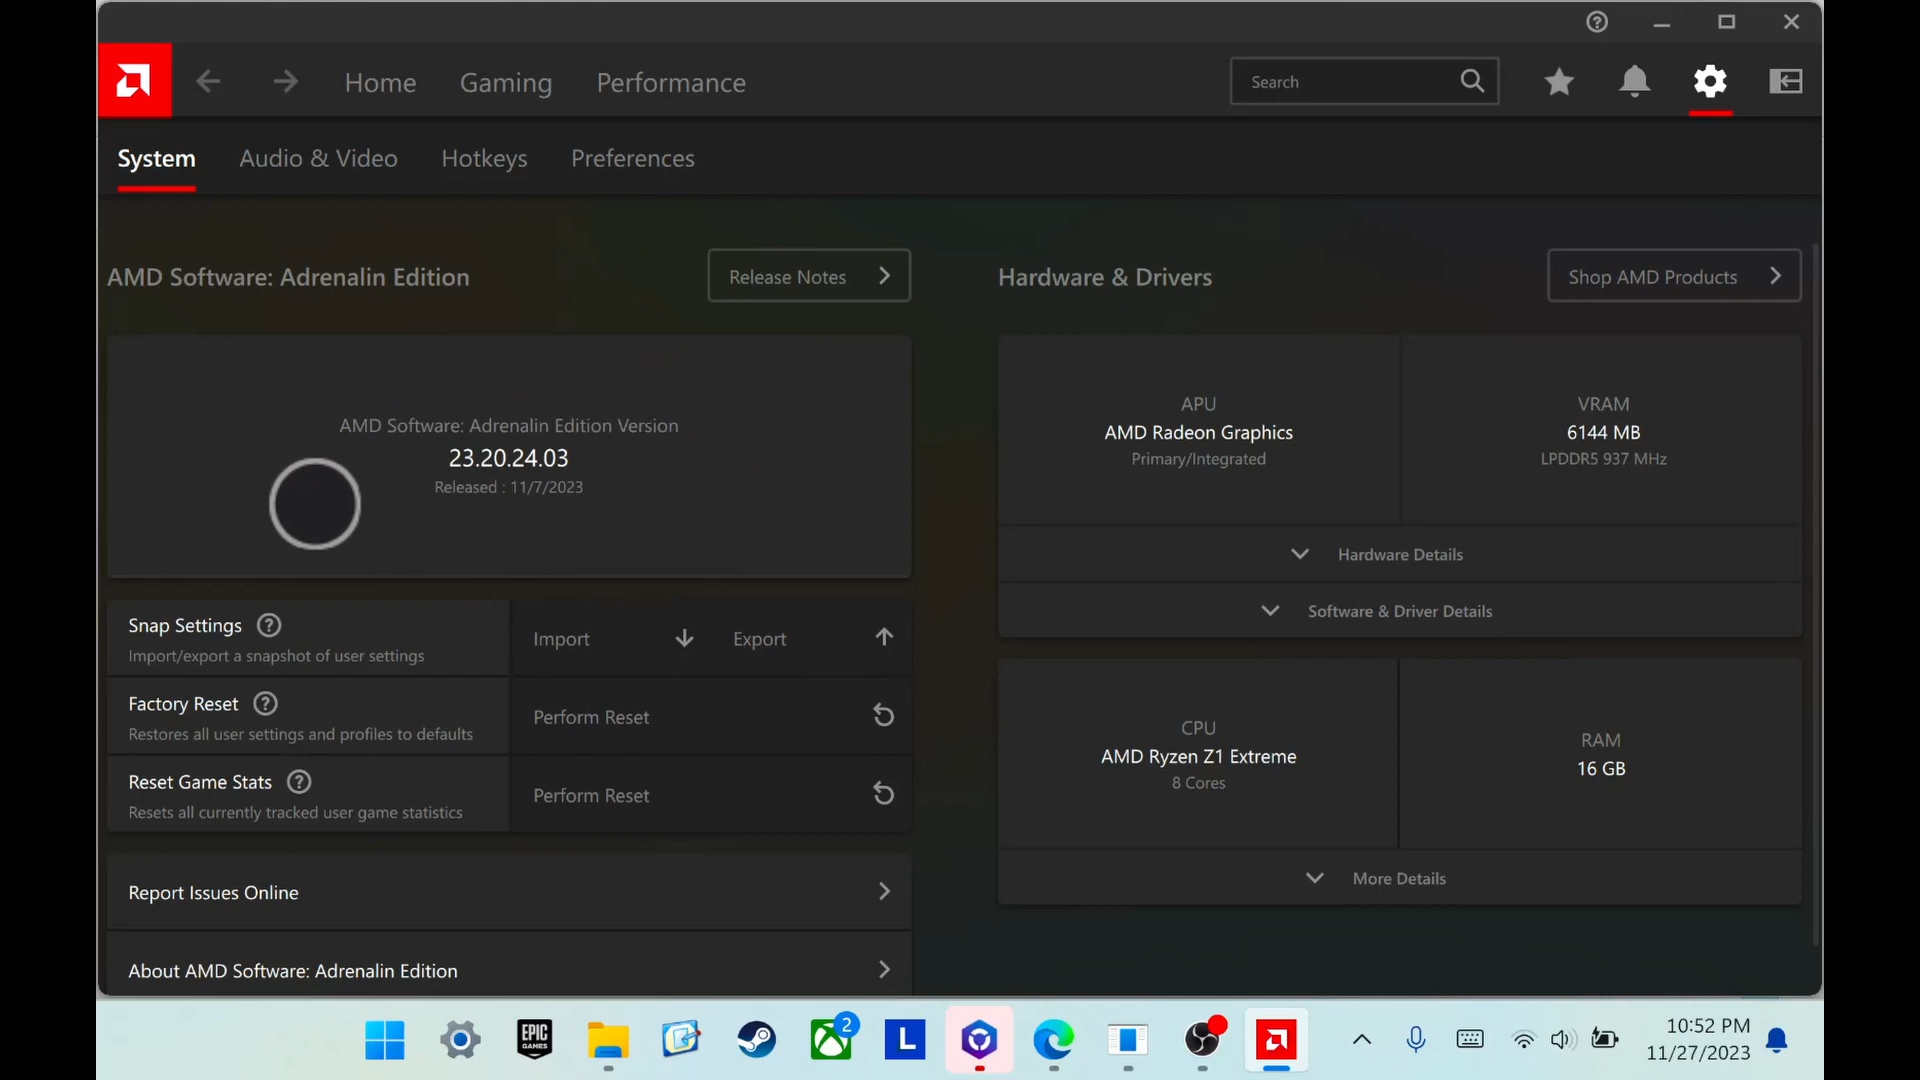 Home
Gaming
Performance
Search
System
Audio & Video
Hotkeys
Preferences
AMD Software: Adrenalin Edition
Release Notes
AMD Software: Adrenalin Edition Version
23.20.24.03
Released : 11/7/2023
Snap Settings
Import/export a snapshot of user settings
Import
Export
Factory Reset
Restores all user settings and profiles to defaults
Perform Reset
Reset Game Stats
Resets all currently tracked user game statistics
Perform Reset
Report Issues Online
About AMD Software: Adrenalin Edition
Hardware & Drivers
Shop AMD Products
APU
AMD Radeon Graphics
Primary/Integrated
VRAM
6144 MB
LPDDR5 937 MHz
Hardware Details
Software & Driver Details
CPU
AMD Ryzen Z1 Extreme
8 Cores
RAM
16 GB
More Details
EPIC
GAMES
2
L
10:52 PM
11/27/2023